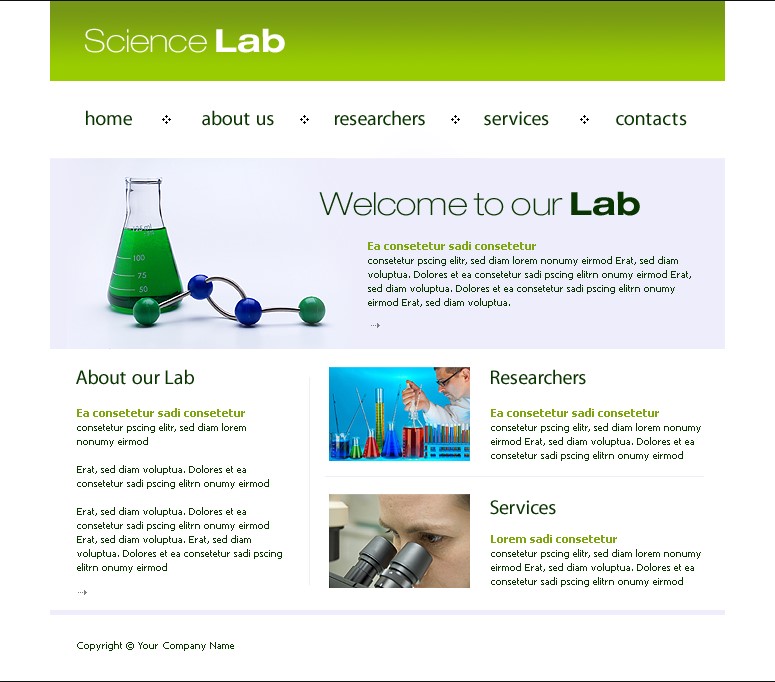 Science Lab
home about us researchers services contacts
Welcome to our Lab
Ea consetetur sadi consetetur
consetetur pscing elitr, sed diam lorem nonumy eirmod Erat, sed diam
voluptua. Dolores et ea consetetur sadi pscing elitrn onumy eirmod Erat,
sed diam voluptua. Dolores et ea consetetur sadi pscing elitrn onumy
eirmod Erat, sed diam voluptua.
100
75
50
About our Lab
Ea consetetur sadi consetetur
consetetur pscing elitr, sed diam lorem
nonumy eirmod
Erat, sed diam voluptua. Dolores et ea
consetetur sadi pscing elitrn onumy eirmod
Erat, sed diam voluptua. Dolores et ea
consetetur sadi pscing elitrn onumy eirmod
Erat, sed diam voluptua. Erat, sed diam
voluptua. Dolores et ea consetetur sadi pscing
elitrn onumy eirmod
Researchers
Ea consetetur sadi consetetur
consetetur pscing elitr, sed diam lorem nonumy
eirmod Erat, sed diam voluptua. Dolores et ea
consetetur sadi pscing elitrn onumy eirmod
Services
Lorem sadi consetetur
consetetur pscing elitr, sed diam lorem nonumy
eirmod Erat, sed diam voluptua. Dolores et ea
consetetur sadi pscing elitrn onumy eirmod
Copyright © Your Company Name